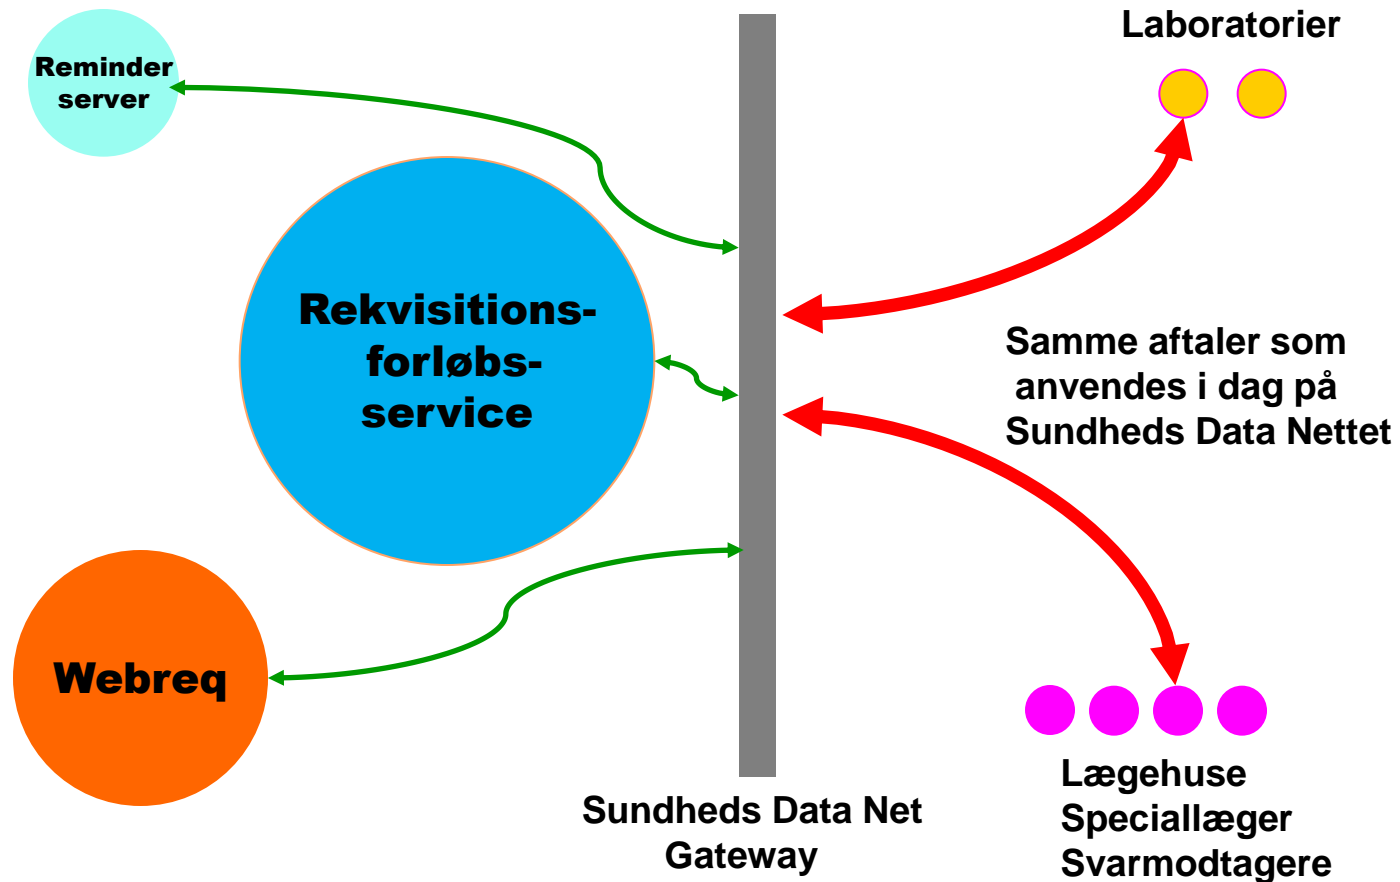 Laboratorier
Reminder
server
Rekvisitions-
forløbs-
service
Samme aftaler som
anvendes i dag på
Sundheds Data Nettet
Webreq
Sundheds Data Net
Gateway
Lægehuse
Speciallæger
Svarmodtagere